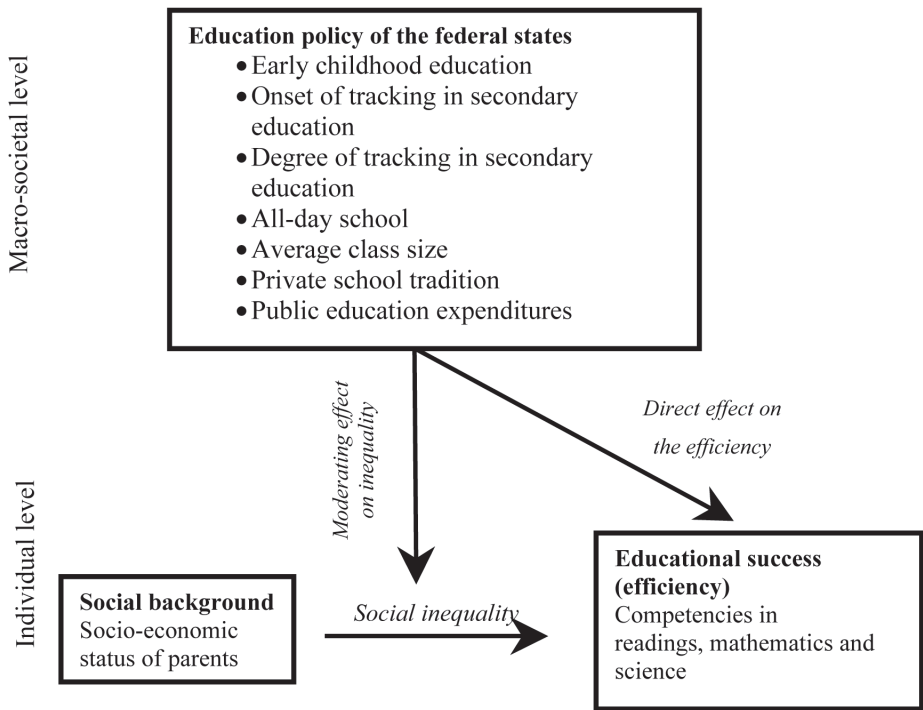 Macro-societal level
Education policy of the federal states
• Early childhood education
• Onset of tracking in secondary
education
• Degree of tracking in secondary
education
• All-day school
• Average class size
• Private school tradition
• Public education expenditures
Moderating effect
on inequality
Direct effect on
the efficiency
Individual level
Social background
Socio-economic
status of parents
Social inequality
Educational success
(efficiency)
Competencies in
readings, mathematics and
science